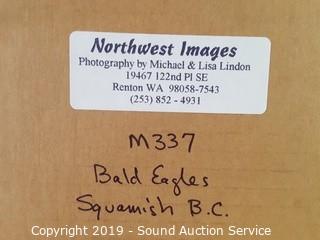 Northwest Images
Photography by Michael & Lisa Lindon
19467 122nd Pl SE
Renton WA 98058-7543
(253) 852 - 4931
M337
Bald Eagles
Squamish B.C.
Copyright 2019 - Sound Auction Service